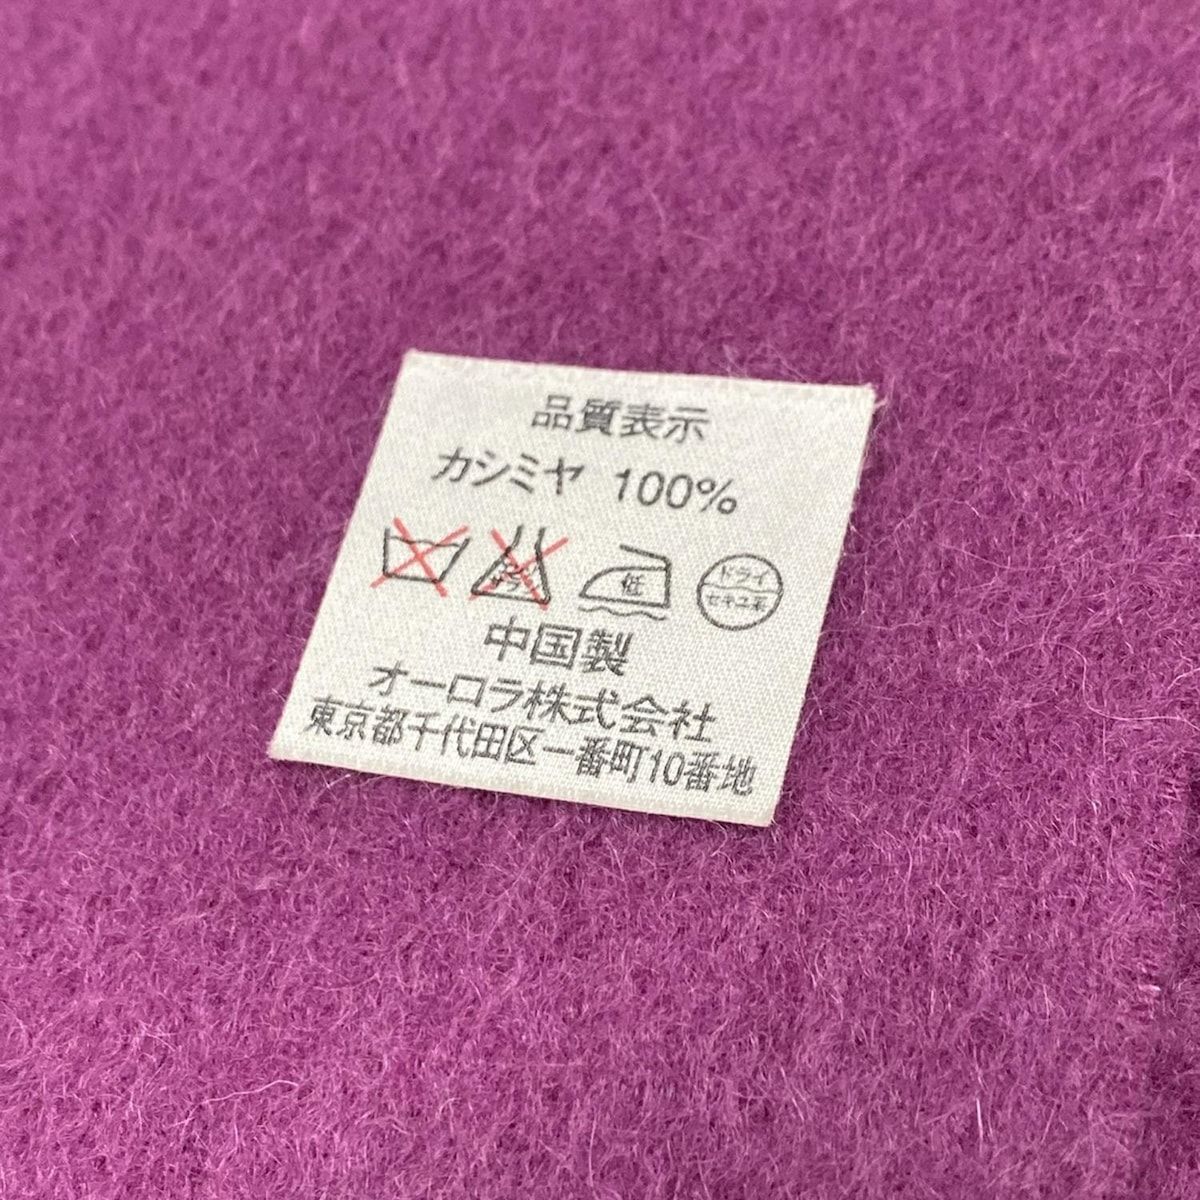 品質表示
カシミヤ 100%
低 ドライ
セキユ系
中国製
オーロラ株式会社
東京都千代田区一番町10番地